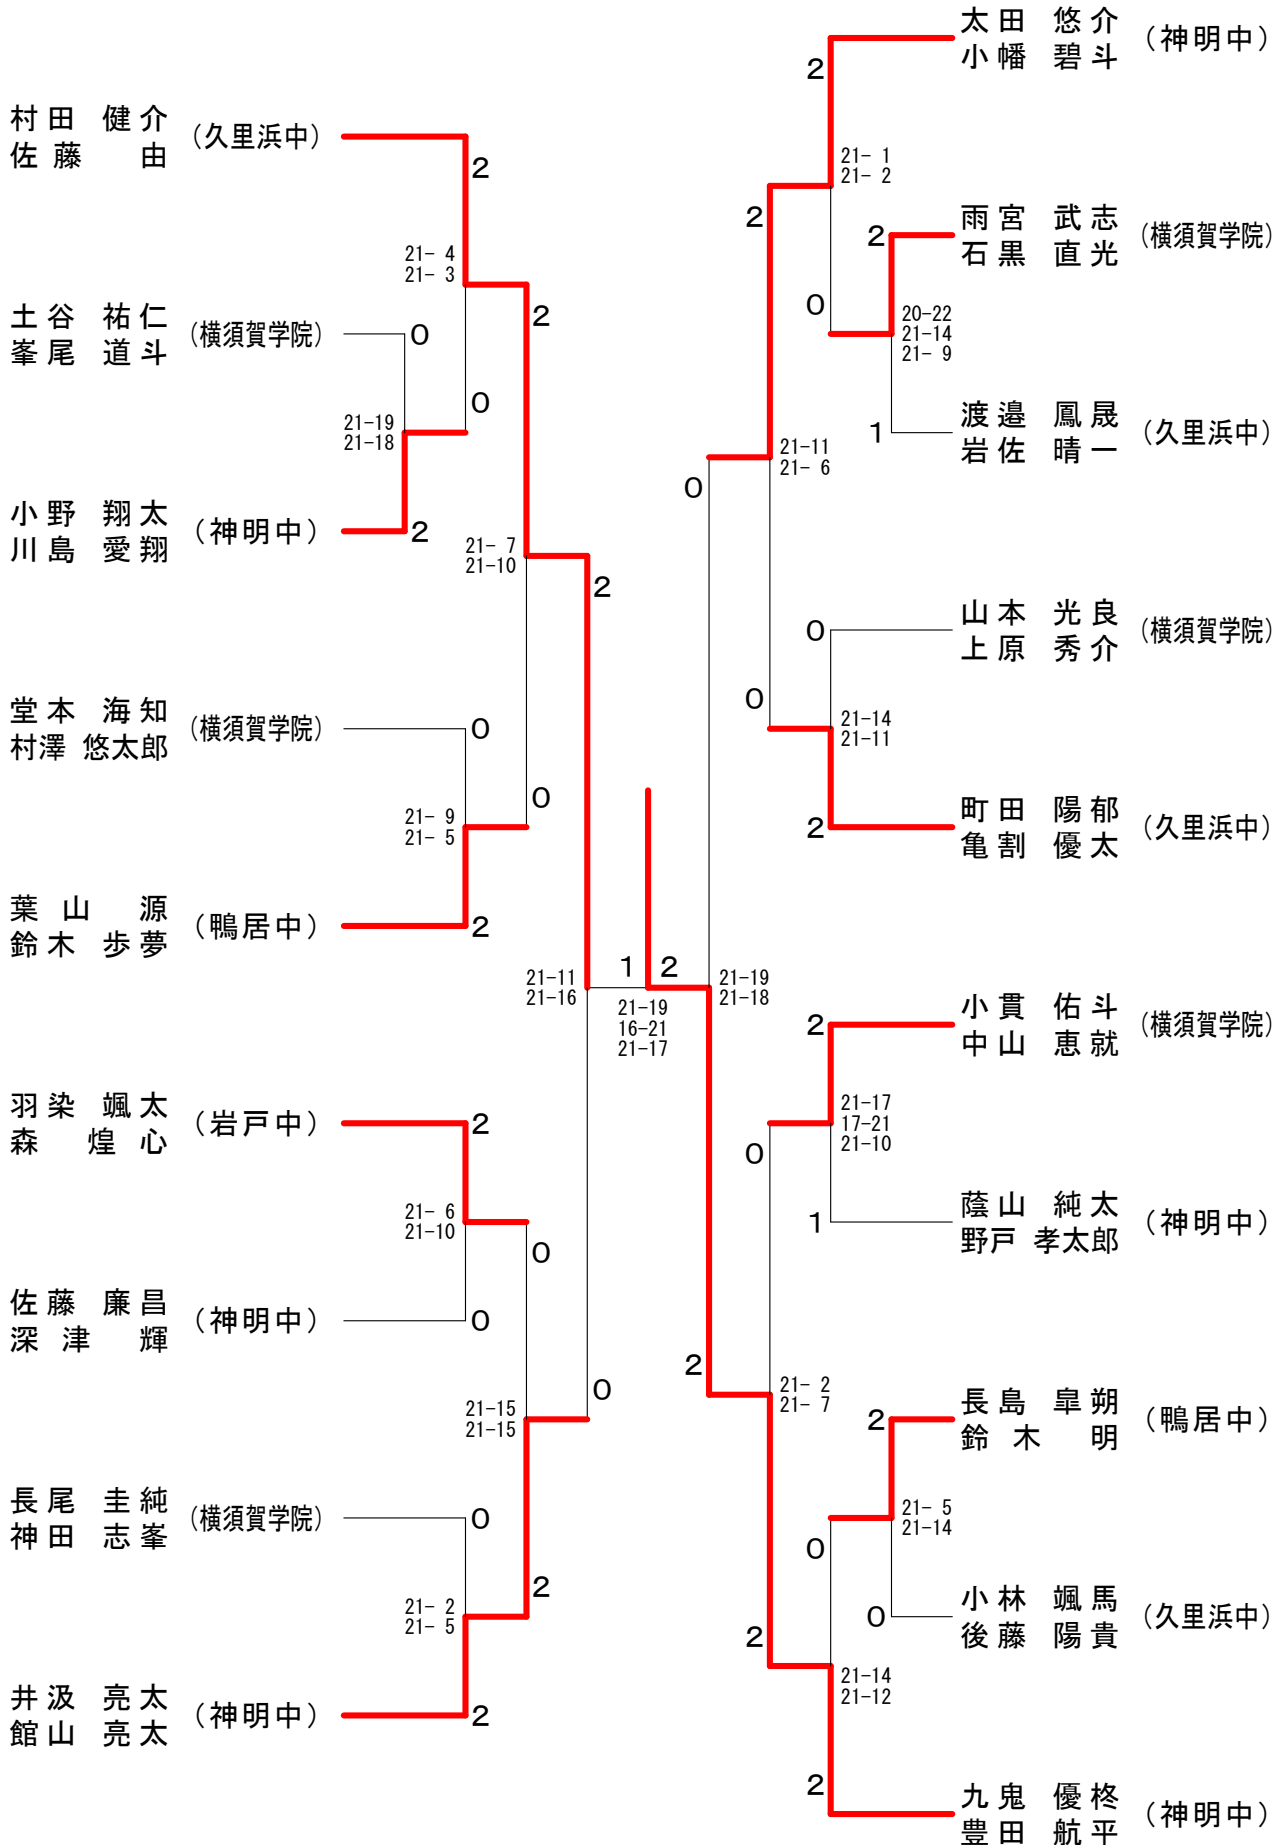 村田 健介 (久里浜中)
佐藤 由
2
21- 4
21- 3
2
土谷 祐仁 (横須賀学院)
峯尾 道斗
0
0
21-19
21-18
小野 翔太 (神明中)
川島 愛翔
2
21- 7
21-10
2
堂本 海知 (横須賀学院)
村澤 悠太郎
0
0
21- 9
21- 5
葉山 源 (鴨居中)
鈴木 歩夢
2
21-11
21-16
羽染 颯太 (岩戸中)
森 煌心
2
21- 6
21-10
0
佐藤 廉昌 (神明中)
深津 輝
0
0
21-15
21-15
長尾 圭純 (横須賀学院)
神田 志峯
0
2
21- 2
21- 5
井汲 亮太 (神明中)
館山 亮太
2
1 2
21-19
16-21
21-17
太田 悠介 (神明中)
小幡 碧斗
2
21- 1
21- 2
2
雨宮 武志 (横須賀学院)
石黒 直光
2
0
20-22
21-14
21- 9
渡邉 鳳晟 (久里浜中)
岩佐 晴一
1
21-11
21- 6
0
山本 光良 (横須賀学院)
上原 秀介
0
0
21-14
21-11
町田 陽郁 (久里浜中)
亀割 優太
2
21-19
21-18
小貫 佑斗 (横須賀学院)
中山 恵就
2
21-17
17-21
21-10
0
蔭山 純太 (神明中)
野戸 孝太郎
1
2
21- 2
21- 7
長島 皐朔 (鴨居中)
鈴木 明
2
21- 5
21-14
0
小林 颯馬 (久里浜中)
後藤 陽貴
0
2
21-14
21-12
九鬼 優柊 (神明中)
豊田 航平
2